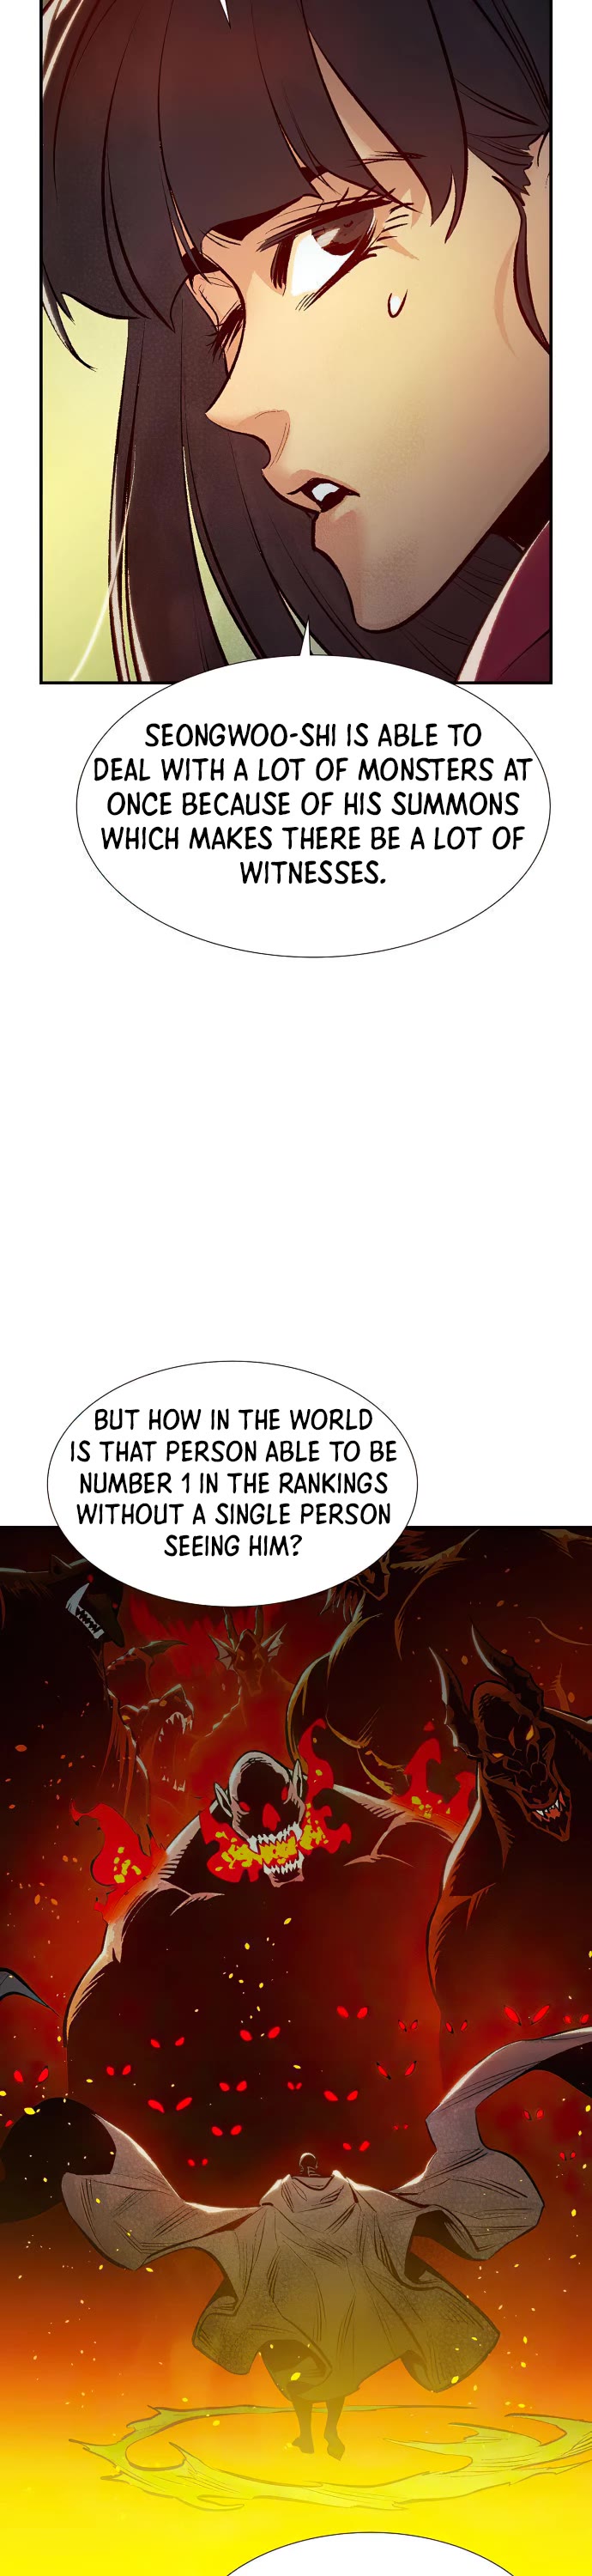 SEONGWOO-SHI IS ABLE TO
DEAL WITH A LOT OF MONSTERS AT
ONCE BECAUSE OF HIS SUMMONS
WHICH MAKES THERE BE A LOT OF
WITNESSES.
BUT HOW IN THE WORLD
IS THAT PERSON ABLE TO BE
NUMBER 1 IN THE RANKINGS
WITHOUT A SINGLE PERSON
SEEING HIM?